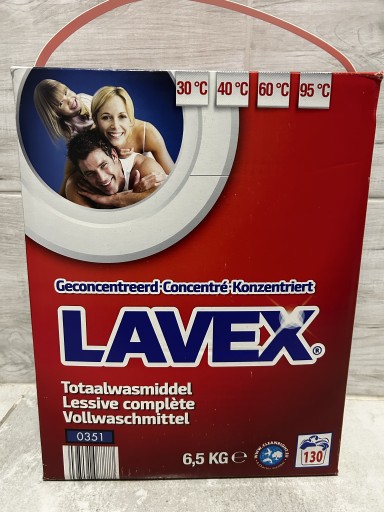 30 °C 40 °C 60 °C 95 °C
Geconcentreerd·Concentré·Konzentriert
LAVEX®
Totaalwasmiddel
Lessive complète
Vollwaschmittel
0351
6,5 KG e
130